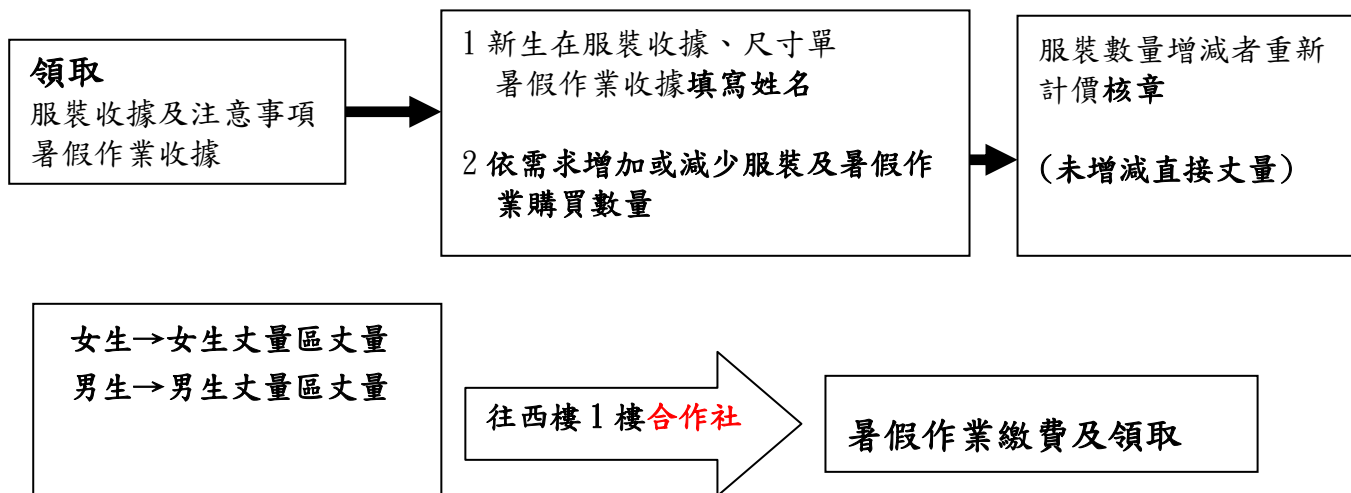 領取
服裝收據及注意事項
暑假作業收據
1 新生在服裝收據、尺寸單
暑假作業收據填寫姓名
2 依需求增加或減少服裝及暑假作
業購買數量
服裝數量增減者重新
計價核章
(未增減直接丈量)
女生→女生丈量區丈量
男生→男生丈量區丈量
往西樓1樓合作社
暑假作業繳費及領取